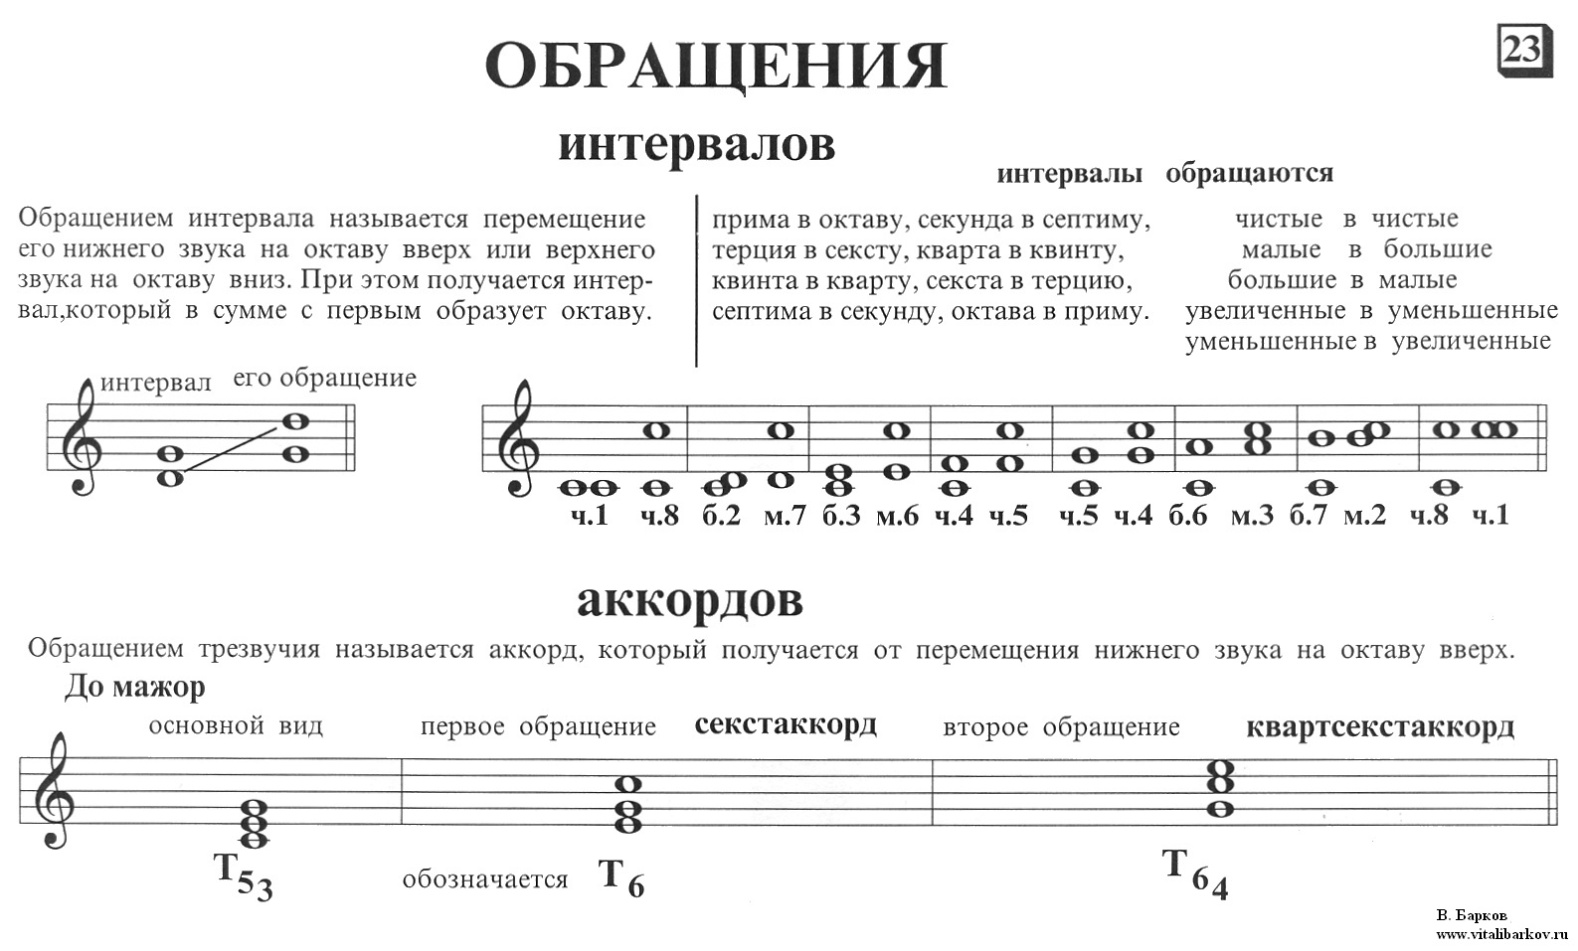 23
ОБРАЩЕНИЯ
интервалов
Обращением интервала называется перемещение
его нижнего звука на октаву вверх или верхнего
звука на октаву вниз. При этом получается интер-
вал,который в сумме с первым образует октаву.
интервалы обращаются
прима в октаву, секунда в септиму,
терция в сексту, кварта в квинту,
квинта в кварту, секста в терцию,
септима в секунду, октава в приму.
чистые в чистые
малые в большие
большие в малые
увеличенные в уменьшенные
уменьшенные в увеличенные
интервал его обращение
ч.1 ч.8 б.2 м.7 б.3 м.6 ч.4 ч.5 ч.5 ч.4 б.6 м.3 б.7 м.2 ч.8 ч.1
аккордов
Обращением трезвучия называется аккорд, который получается от перемещения нижнего звука на октаву вверх.
До мажор
основной вид первое обращение секстаккорд второе обращение квартсекстаккорд
Т53 обозначается Т6 Т64
В. Барков
www.vitalibarkov.ru